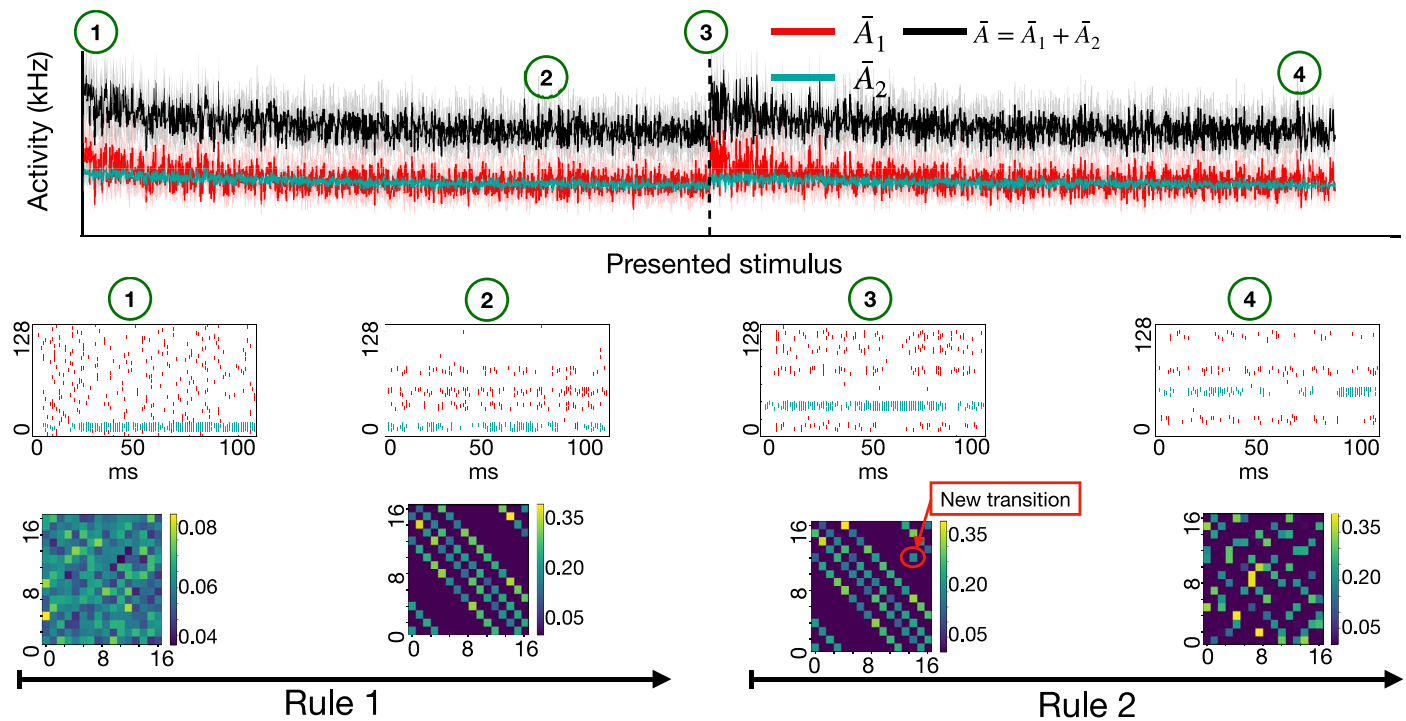 1
3
Ā₁
Ā = Ā₁ + Ā₂
2
Ā₂
4
Activity (kHz)
Presented stimulus
1
2
3
4
128
0
0 50 100
ms
128
0
0 50 100
ms
128
0
0 50 100
ms
128
0
0 50 100
ms
New transition
16
8
0
0 8 16
0.08
0.06
0.04
16
8
0
0 8 16
0.35
0.20
0.05
16
8
0
0 8 16
0.35
0.20
0.05
16
8
0
0 8 16
0.35
0.20
0.05
Rule 1
Rule 2